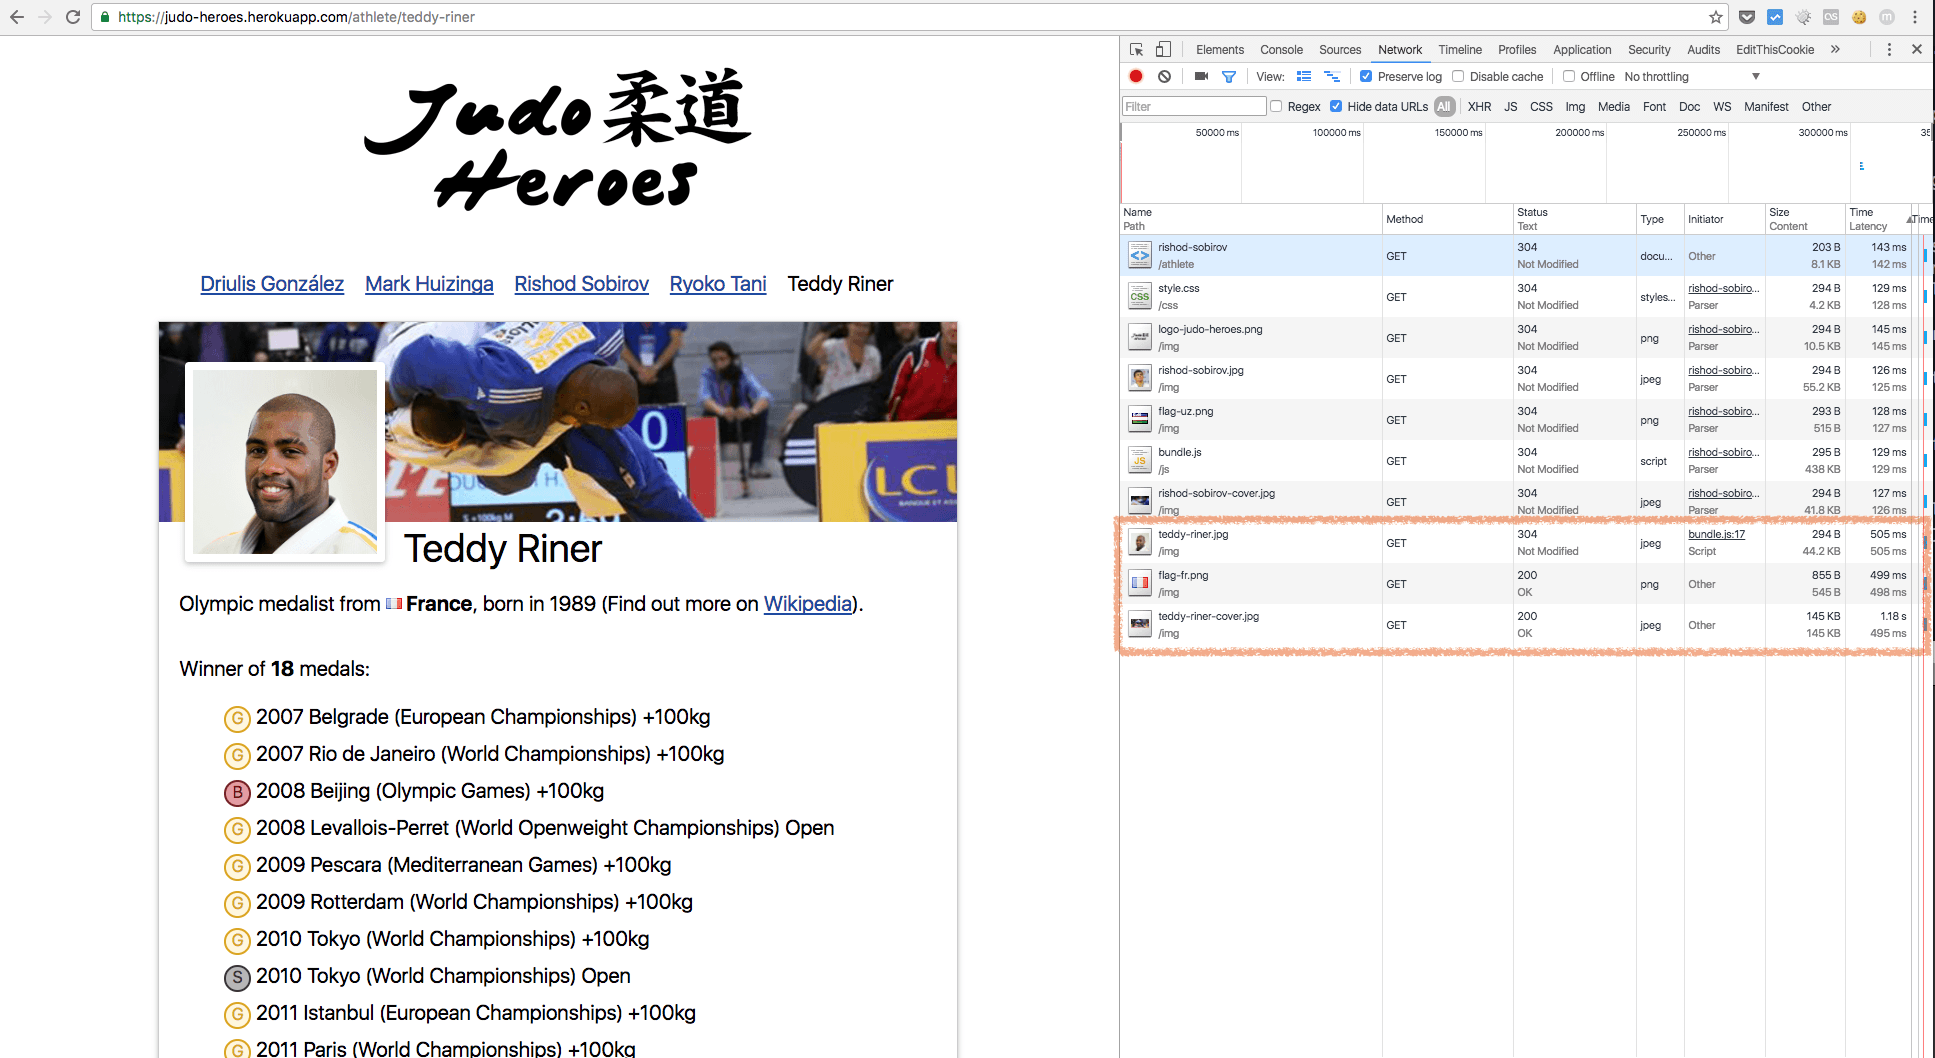 https://judo-heroes.herokuapp.com/athlete/teddy-riner
Judo 柔道
Heroes
Driulis González Mark Huizinga Rishod Sobirov Ryoko Tani Teddy Riner
RINER
LCU
Teddy Riner
Olympic medalist from France, born in 1989 (Find out more on Wikipedia).
Winner of 18 medals:
G 2007 Belgrade (European Championships) +100kg
G 2007 Rio de Janeiro (World Championships) +100kg
B 2008 Beijing (Olympic Games) +100kg
G 2008 Levallois-Perret (World Openweight Championships) Open
G 2009 Pescara (Mediterranean Games) +100kg
G 2009 Rotterdam (World Championships) +100kg
G 2010 Tokyo (World Championships) +100kg
S 2010 Tokyo (World Championships) Open
G 2011 Istanbul (European Championships) +100kg
G 2011 Paris (World Championships) +100kg
Elements Console Sources Network Timeline Profiles Application Security Audits EditThisCookie »
View: Preserve log Disable cache Offline No throttling
Filter Regex Hide data URLs All XHR JS CSS Img Media Font Doc WS Manifest Other
50000 ms 100000 ms 150000 ms 200000 ms 250000 ms 300000 ms 35
Name Method Status Type Initiator Size Time Time
Path Text Content Latency
rishod-sobirov GET 304 docu... Other 203 B 143 ms
/athlete Not Modified 8.1 KB 142 ms
style.css GET 304 styles... rishod-sobiro... 294 B 129 ms
/css Not Modified Parser 4.2 KB 128 ms
logo-judo-heroes.png GET 304 png rishod-sobiro... 294 B 145 ms
/img Not Modified Parser 10.5 KB 145 ms
rishod-sobirov.jpg GET 304 jpeg rishod-sobiro... 294 B 126 ms
/img Not Modified Parser 55.2 KB 125 ms
flag-uz.png GET 304 png rishod-sobiro... 293 B 128 ms
/img Not Modified Parser 515 B 127 ms
bundle.js GET 304 script rishod-sobiro... 295 B 129 ms
/js Not Modified Parser 438 KB 129 ms
rishod-sobirov-cover.jpg GET 304 jpeg rishod-sobiro... 294 B 127 ms
/img Not Modified Parser 41.8 KB 126 ms
teddy-riner.jpg GET 304 jpeg bundle.js:17 294 B 505 ms
/img Not Modified Script 44.2 KB 505 ms
flag-fr.png GET 200 png Other 855 B 499 ms
/img OK 545 B 498 ms
teddy-riner-cover.jpg GET 200 jpeg Other 145 KB 1.18 s
/img OK 145 KB 495 ms